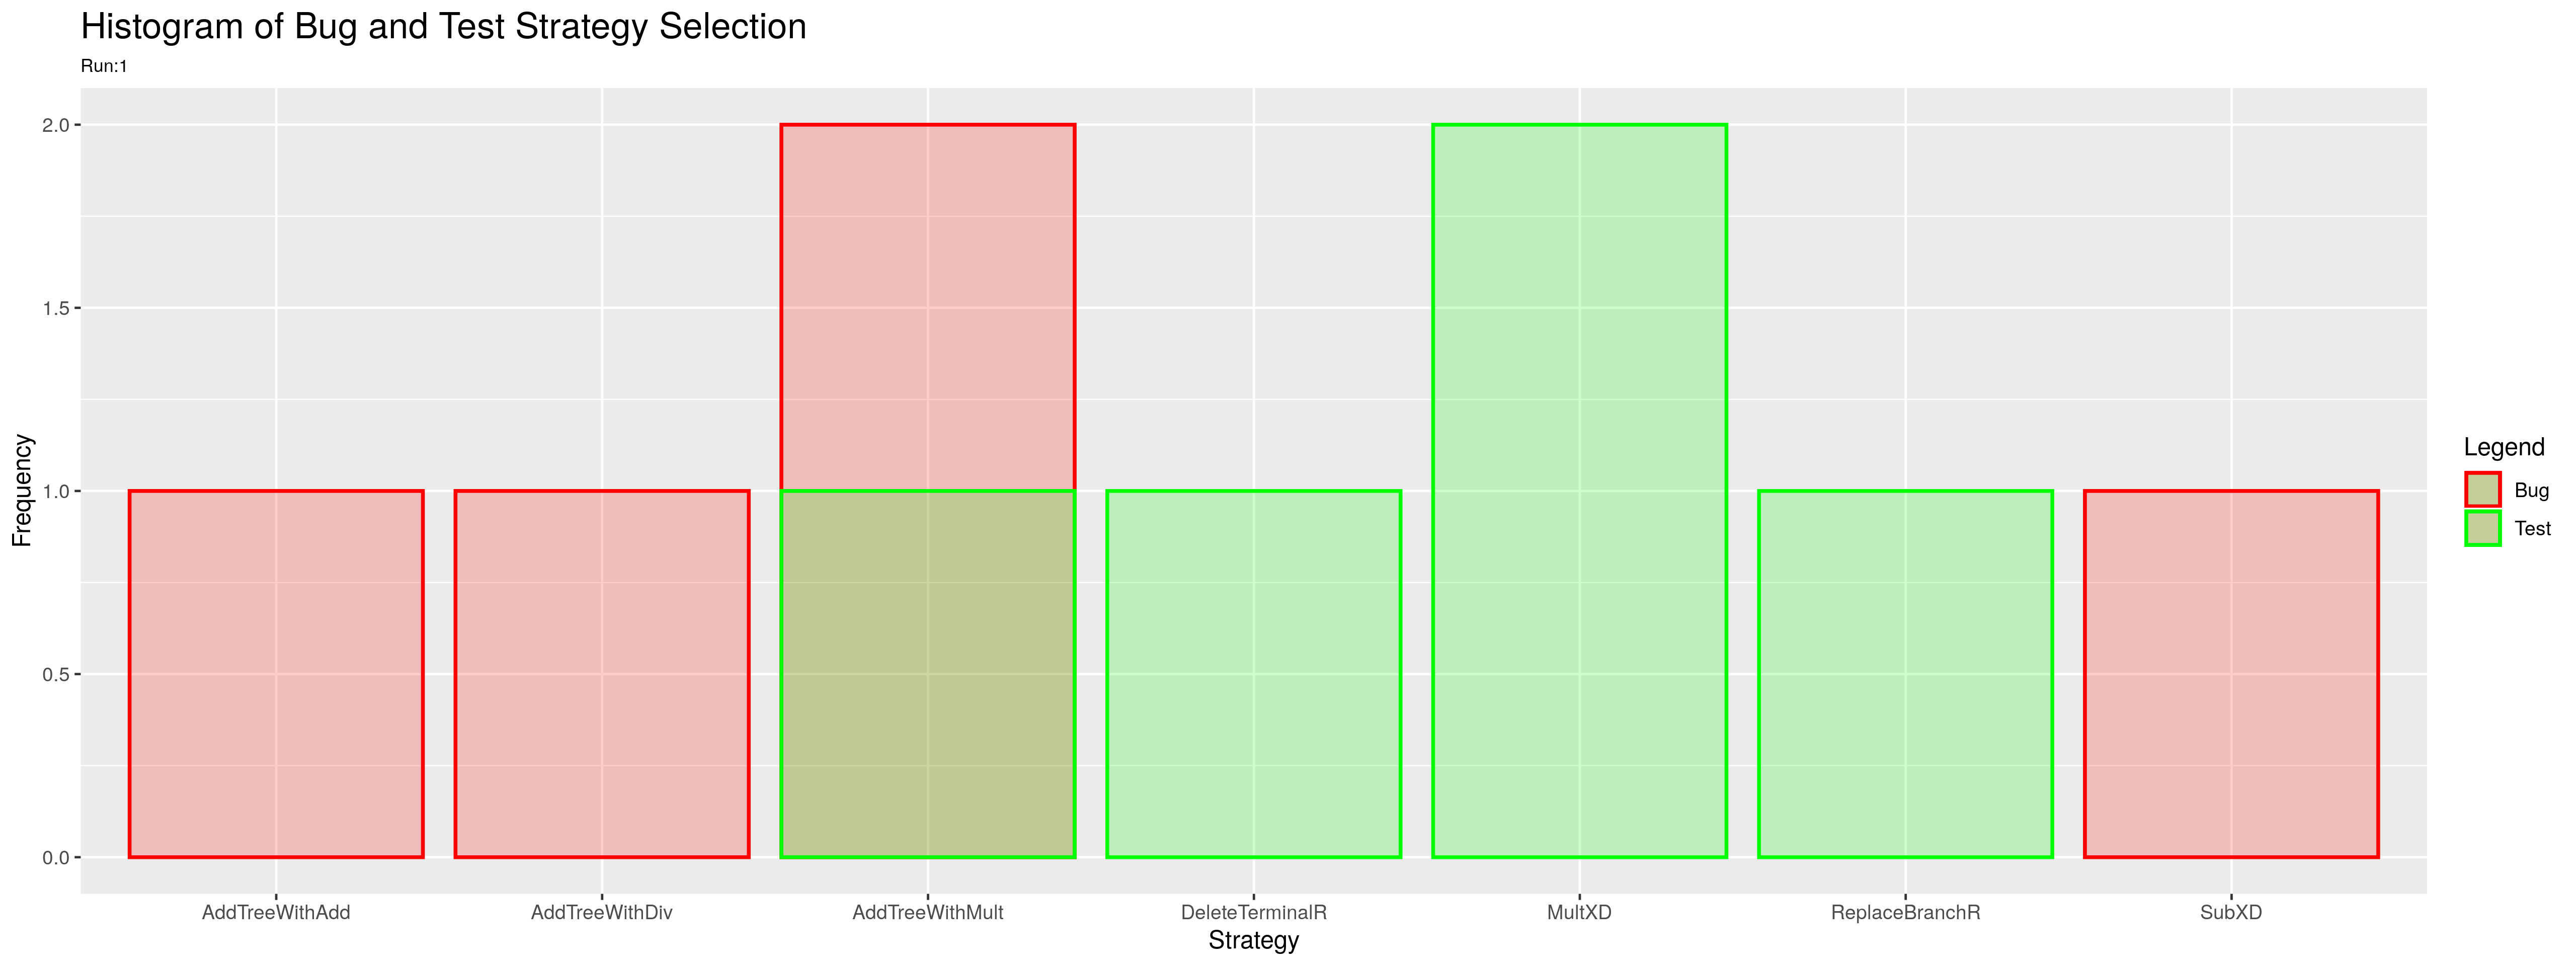 Histogram of Bug and Test Strategy Selection
Run:1
2.0
1.5
1.0
0.5
0.0
Frequency
AddTreeWithAdd AddTreeWithDiv AddTreeWithMult DeleteTerminalR MultXD ReplaceBranchR SubXD
Strategy
Legend
Bug
Test